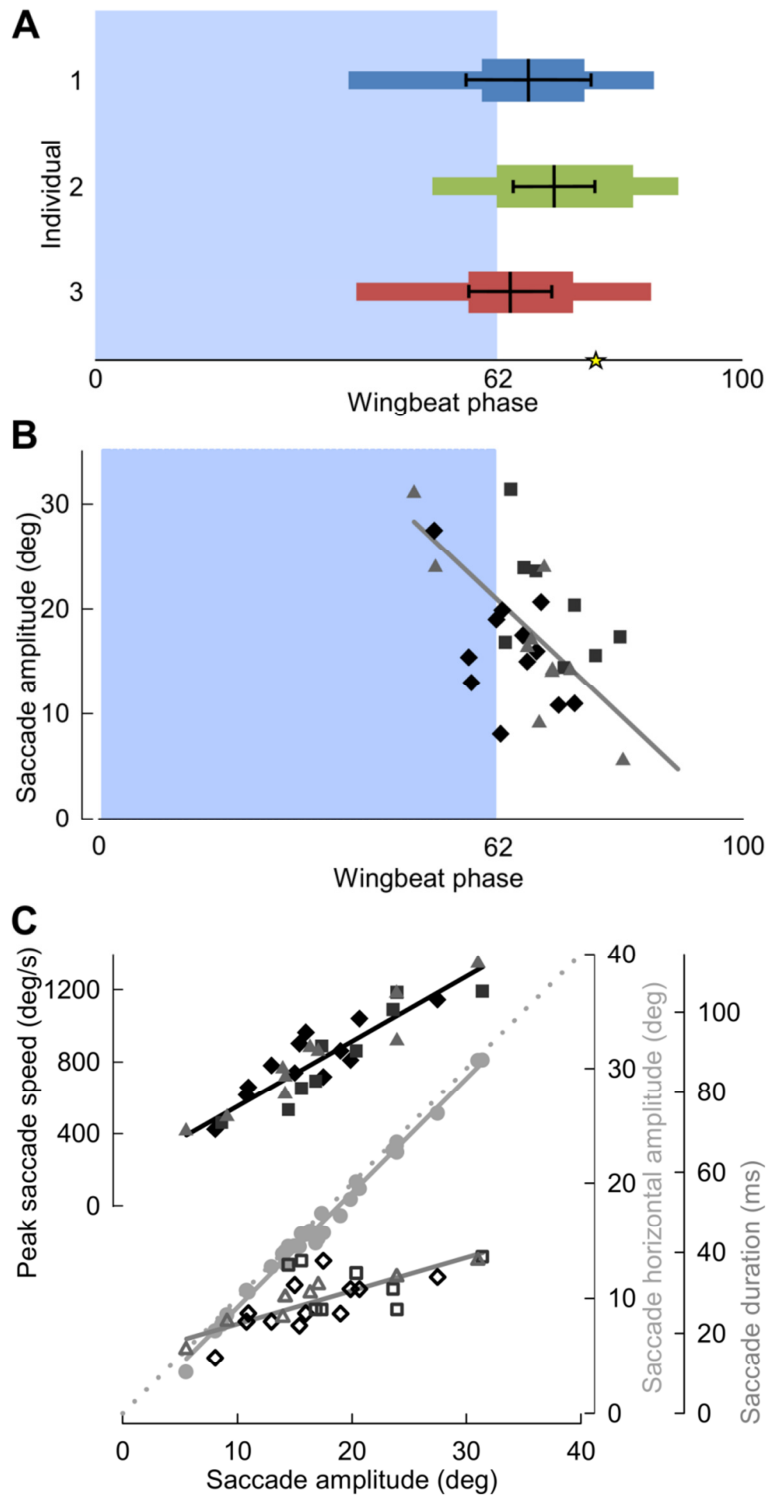 A
Individual
1
2
3
0 62 100
Wingbeat phase
B
Saccade amplitude (deg)
30
20
10
0
0 62 100
Wingbeat phase
C
Peak saccade speed (deg/s)
1200
800
400
0
40
30
20
10
0
Saccade horizontal amplitude (deg)
100
80
60
40
20
0
Saccade duration (ms)
0 10 20 30 40
Saccade amplitude (deg)